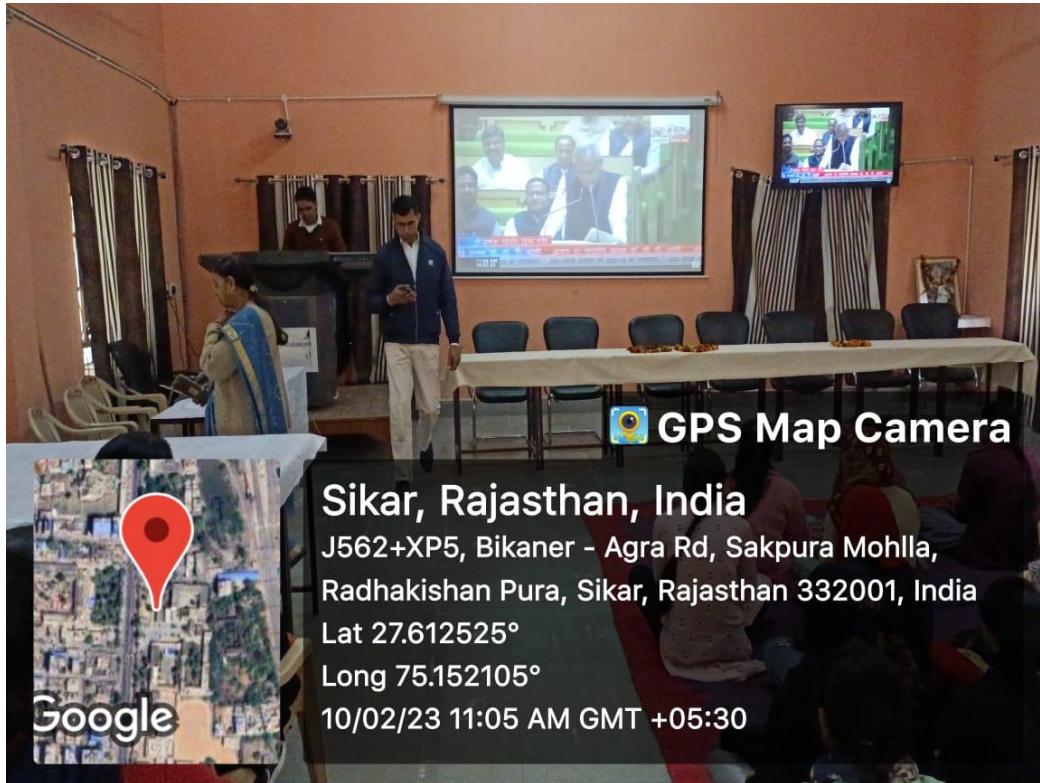 GPS Map Camera
Sikar, Rajasthan, India
J562+XP5, Bikaner - Agra Rd, Sakpura Mohlla,
Radhakishan Pura, Sikar, Rajasthan 332001, India
Lat 27.612525°
Long 75.152105°
10/02/23 11:05 AM GMT +05:30
Google